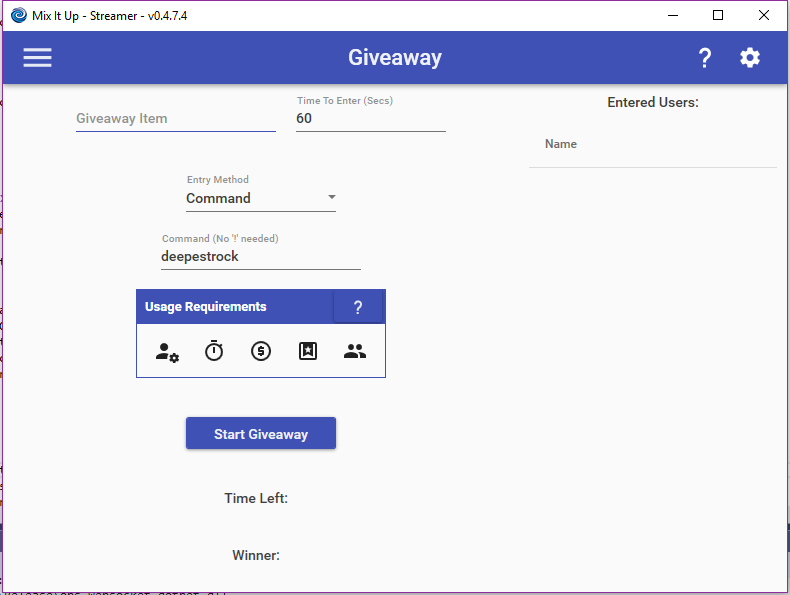 Mix It Up - Streamer - v0.4.7.4
Giveaway
?
Giveaway Item
Time To Enter (Secs)
60
Entered Users:
Name
Entry Method
Command
Command (No '!' needed)
deepestrock
Usage Requirements
?
Start Giveaway
Time Left:
Winner: